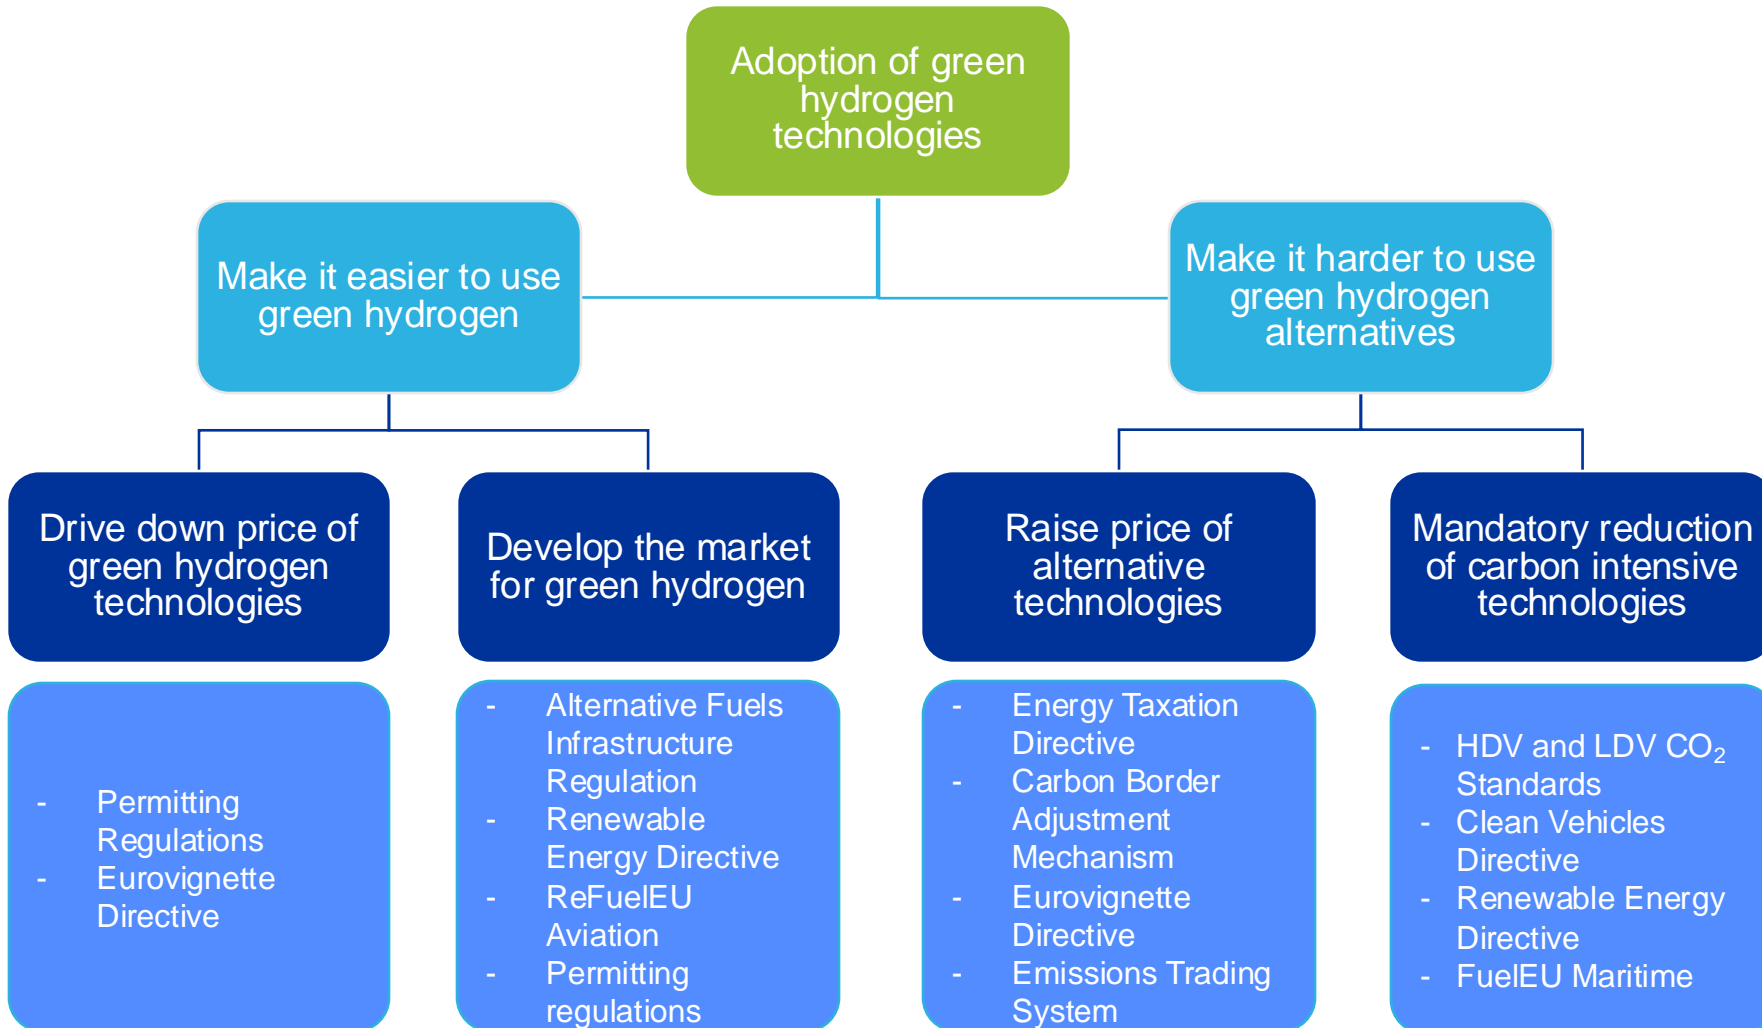 Adoption of green
hydrogen
technologies
Make it easier to use
green hydrogen
Make it harder to use
green hydrogen
alternatives
Drive down price of
green hydrogen
technologies
Develop the market
for green hydrogen
Raise price of
alternative
technologies
Mandatory reduction
of carbon intensive
technologies
- Permitting
Regulations
- Eurovignette
Directive
- Alternative Fuels
Infrastructure
Regulation
- Renewable
Energy Directive
- ReFuelEU
Aviation
- Permitting
regulations
- Energy Taxation
Directive
- Carbon Border
Adjustment
Mechanism
- Eurovignette
Directive
- Emissions Trading
System
- HDV and LDV CO₂
Standards
- Clean Vehicles
Directive
- Renewable Energy
Directive
- FuelEU Maritime